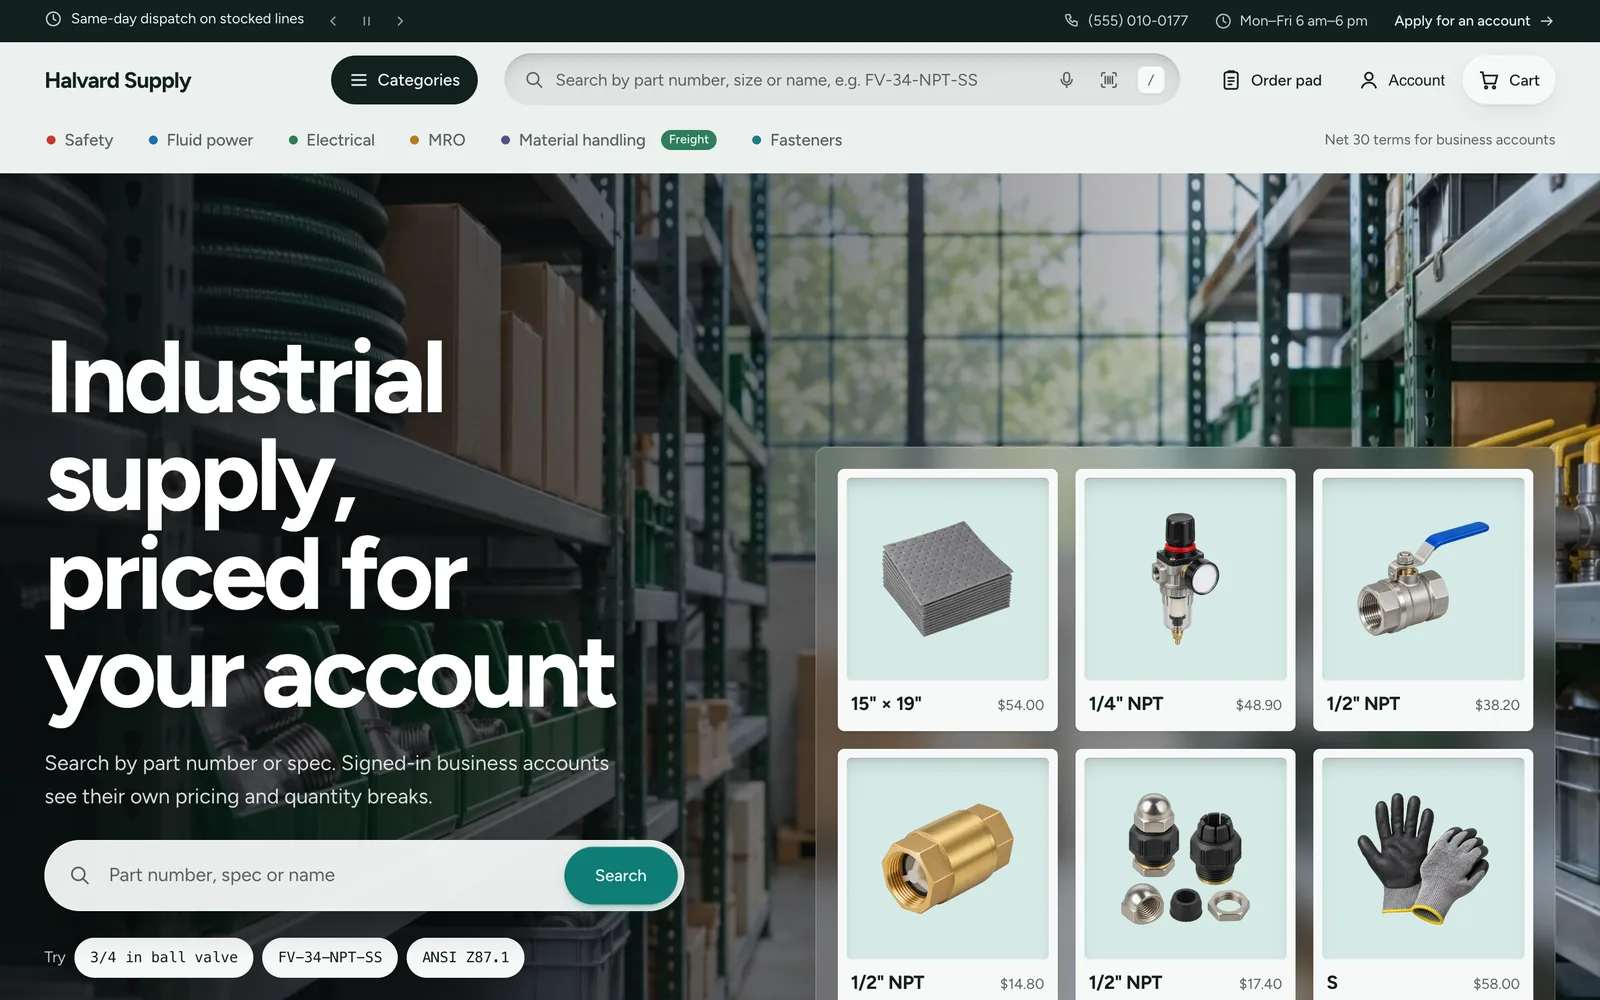 Same-day dispatch on stocked lines
(555) 010-0177
Mon–Fri 6 am–6 pm
Apply for an account →
Halvard Supply
Categories
Search by part number, size or name, e.g. FV-34-NPT-SS
/
Order pad
Account
Cart
Safety
Fluid power
Electrical
MRO
Material handling
Freight
Fasteners
Net 30 terms for business accounts
Industrial
supply,
priced for
your account
Search by part number or spec. Signed-in business accounts
see their own pricing and quantity breaks.
Part number, spec or name
Search
Try
3/4 in ball valve
FV-34-NPT-SS
ANSI Z87.1
15" × 19"
$54.00
1/4" NPT
$48.90
1/2" NPT
$38.20
1/2" NPT
$14.80
1/2" NPT
$17.40
S
$58.00